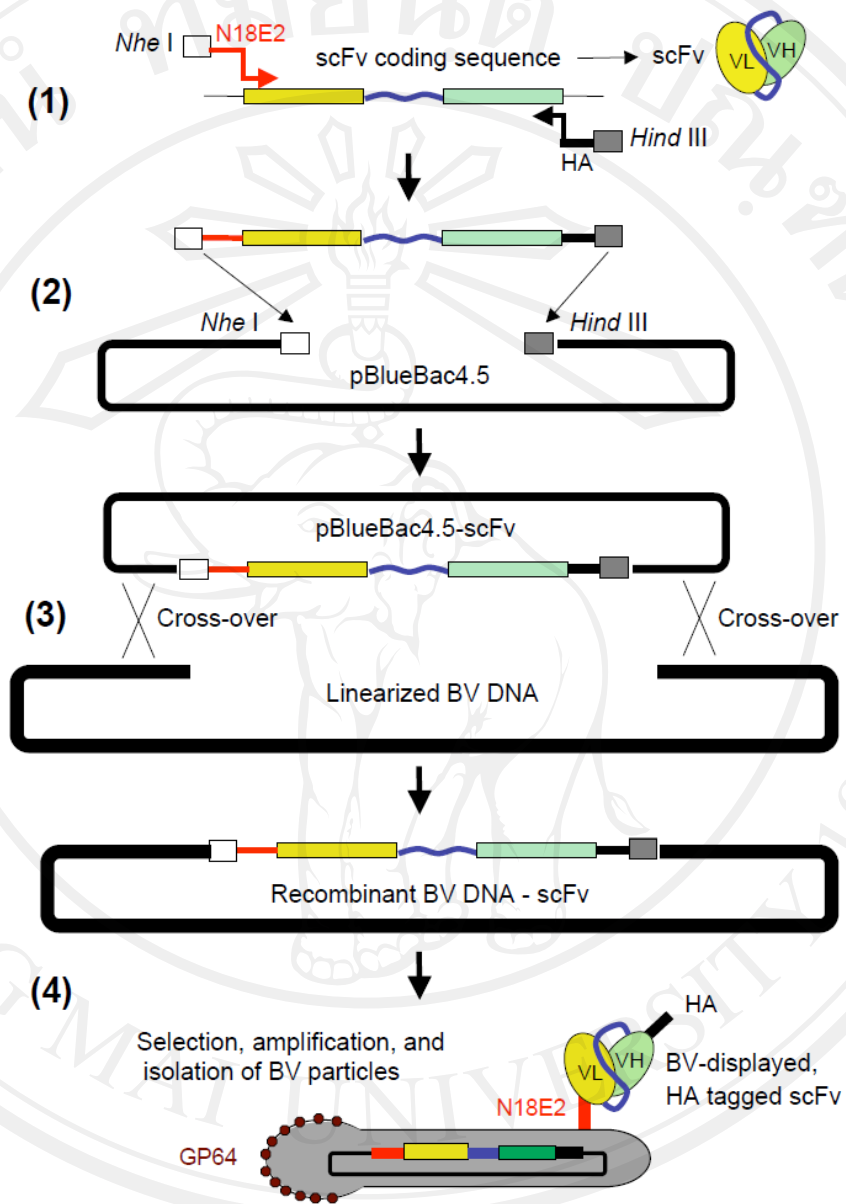 Nhe I
N18E2
scFv coding sequence
scFv
VL
VH
(1)
Hind III
HA
(2)
Nhe I
Hind III
pBlueBac4.5
pBlueBac4.5-scFv
(3)
Cross-over
Cross-over
Linearized BV DNA
Recombinant BV DNA - scFv
(4)
HA
Selection, amplification, and
isolation of BV particles
VL
VH
BV-displayed,
HA tagged scFv
N18E2
GP64